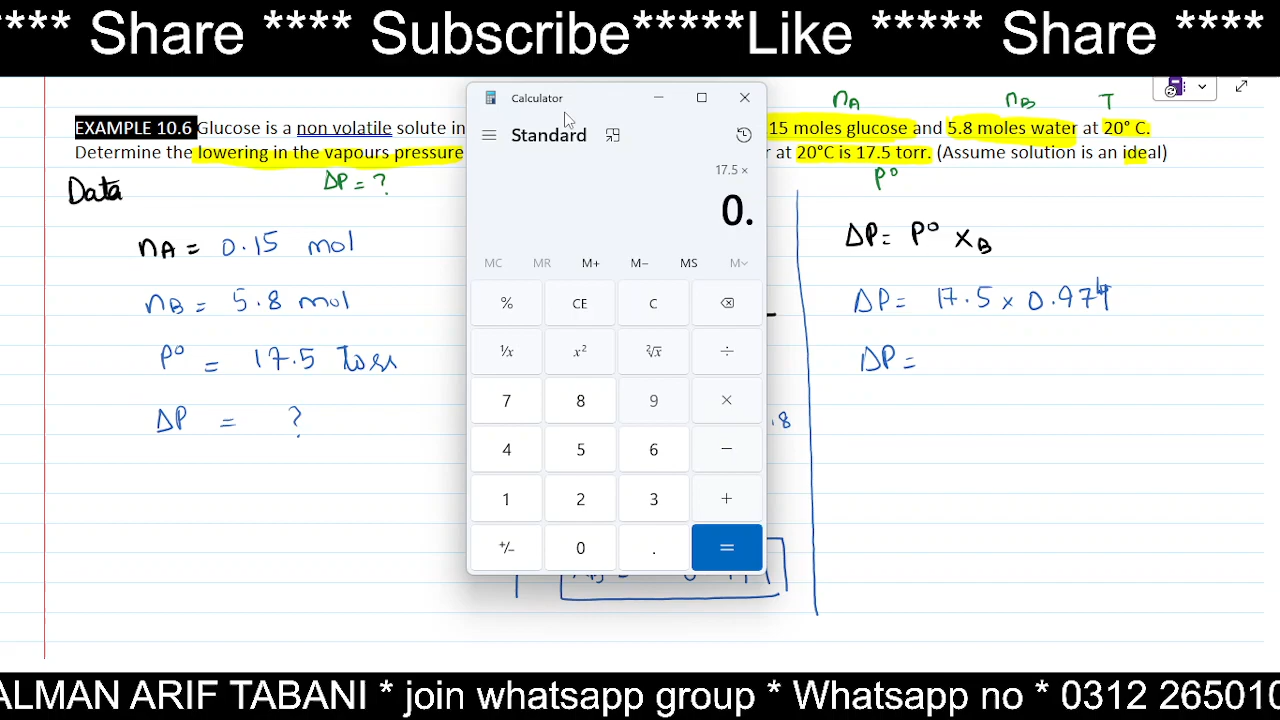 **** Share **** Subscribe*****Like ***** Share ****
nA nB T
EXAMPLE 10.6 Glucose is a non volatile solute in 15 moles glucose and 5.8 moles water at 20° C.
Determine the lowering in the vapours pressure at 20°C is 17.5 torr. (Assume solution is an ideal)
ΔP = ? P°
Data
nA = 0.15 mol
nB = 5.8 mol
P° = 17.5 torr
ΔP = ?
Calculator
Standard
17.5 ×
0.
MC MR M+ M− MS M˅
% CE C ⌫
¹/x x² ²√x ÷
7 8 9 ×
4 5 6 −
1 2 3 +
+/− 0 . =
.8
ΔP = P° XB
ΔP = 17.5 × 0.974
ΔP =
ALMAN ARIF TABANI * join whatsapp group * Whatsapp no * 0312 265010